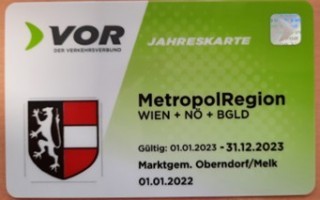 VOR
DER VERKEHRSVERBUND
JAHRESKARTE
MetropolRegion
WIEN + NÖ + BGLD
Gültig: 01.01.2023 - 31.12.2023
Marktgem. Oberndorf/Melk
01.01.2022